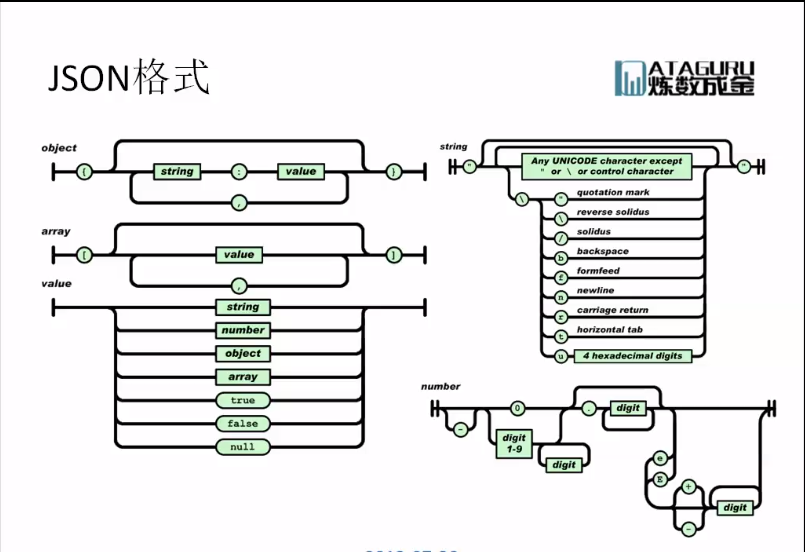 JSON格式
ATAGURU
炼数成金
object
{
string
:
value
}
,
array
[
value
]
,
value
string
number
object
array
true
false
null
string
"
Any UNICODE character except
" or \ or control character
"
\
" quotation mark
\ reverse solidus
/ solidus
b backspace
f formfeed
n newline
r carriage return
t horizontal tab
u 4 hexadecimal digits
number
-
0
digit
1-9
digit
.
digit
e
E
+
-
digit